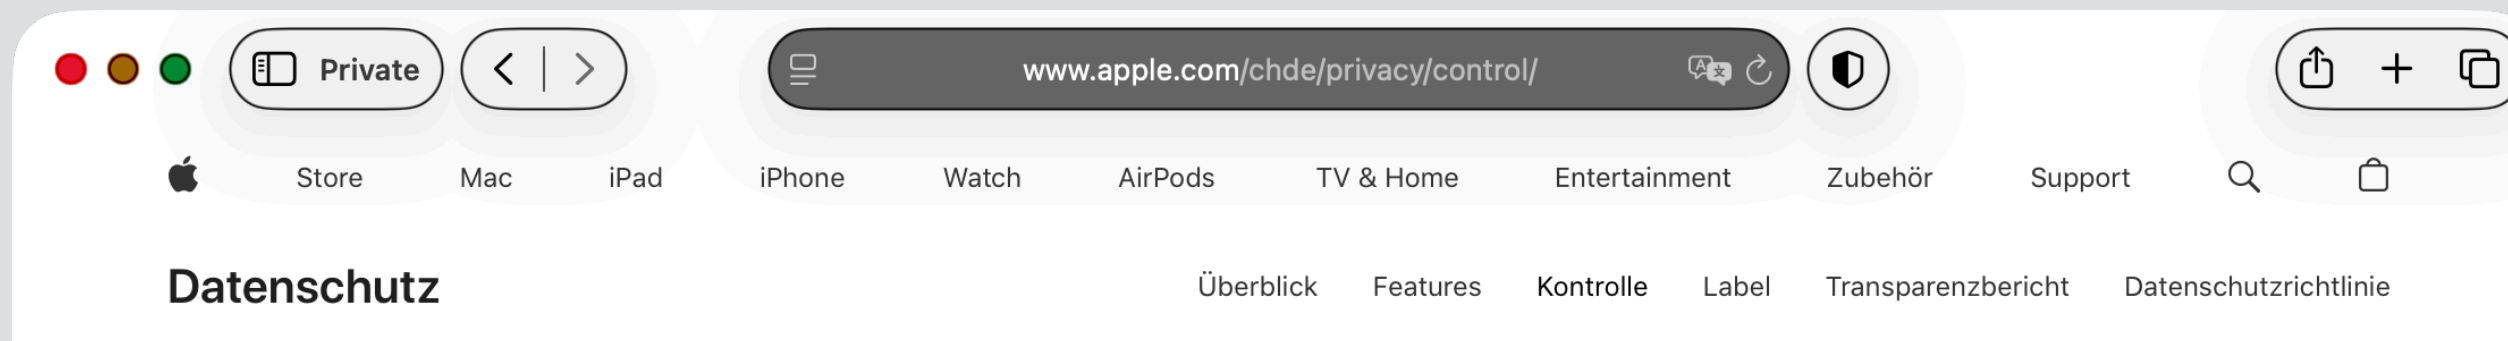 Private www.apple.com/chde/privacy/control/
Store Mac iPad iPhone Watch AirPods TV & Home Entertainment Zubehör Support
Datenschutz Überblick Features Kontrolle Label Transparenzbericht Datenschutzrichtlinie